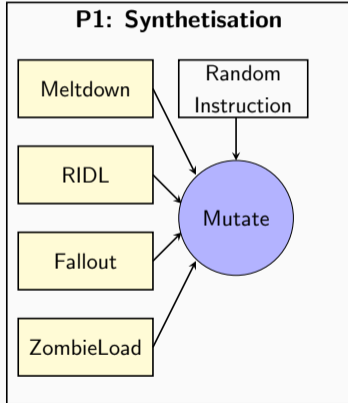 P1: Synthetisation
Meltdown
Random
Instruction
RIDL
Mutate
Fallout
ZombieLoad